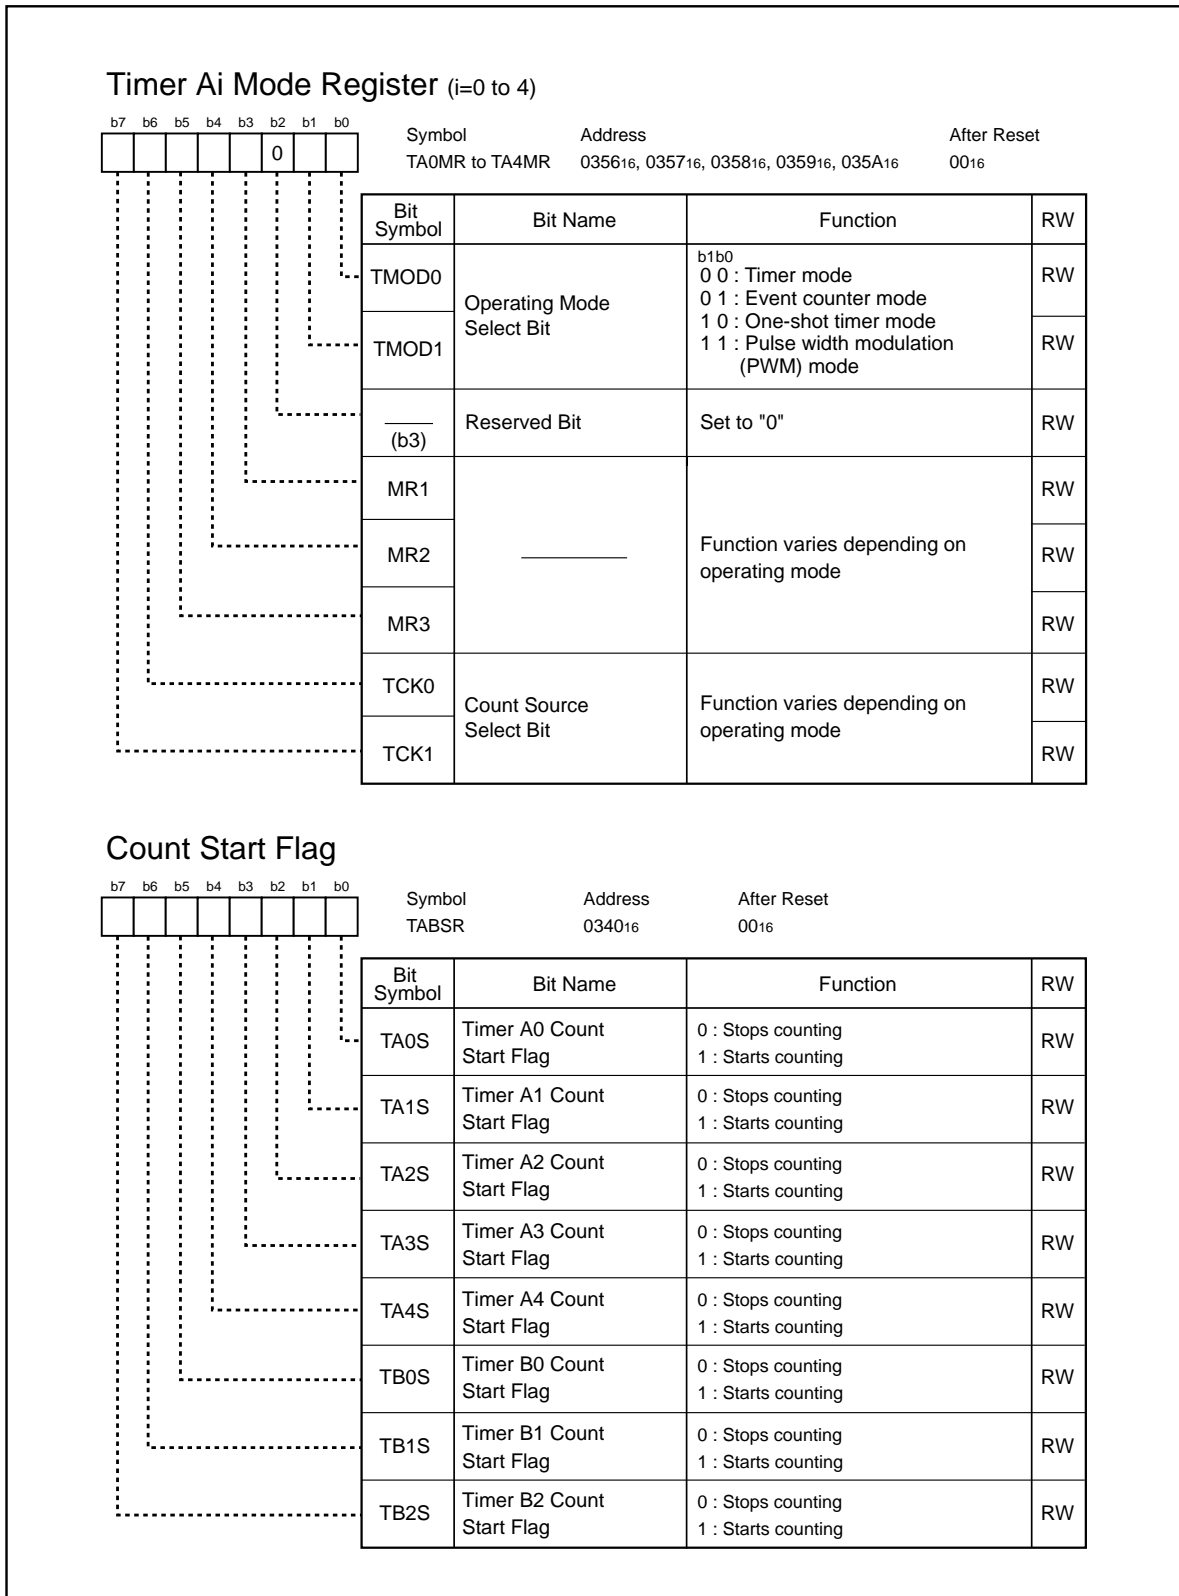 Timer Ai Mode Register (i=0 to 4)
b7 b6 b5 b4 b3 b2 b1 b0
0
Symbol Address After Reset
TA0MR to TA4MR 035616, 035716, 035816, 035916, 035A16 0016
Bit Symbol Bit Name Function RW
TMOD0 RW
Operating Mode
Select Bit
b1b0
0 0 : Timer mode
0 1 : Event counter mode
1 0 : One-shot timer mode
1 1 : Pulse width modulation
(PWM) mode
TMOD1 RW
(b3) Reserved Bit Set to "0" RW
MR1 RW
MR2 RW
Function varies depending on
operating mode
MR3 RW
TCK0 RW
Count Source
Select Bit
Function varies depending on
operating mode
TCK1 RW
Count Start Flag
b7 b6 b5 b4 b3 b2 b1 b0
Symbol Address After Reset
TABSR 034016 0016
Bit Symbol Bit Name Function RW
TA0S Timer A0 Count 0 : Stops counting RW
Start Flag 1 : Starts counting
TA1S Timer A1 Count 0 : Stops counting RW
Start Flag 1 : Starts counting
TA2S Timer A2 Count 0 : Stops counting RW
Start Flag 1 : Starts counting
TA3S Timer A3 Count 0 : Stops counting RW
Start Flag 1 : Starts counting
TA4S Timer A4 Count 0 : Stops counting RW
Start Flag 1 : Starts counting
TB0S Timer B0 Count 0 : Stops counting RW
Start Flag 1 : Starts counting
TB1S Timer B1 Count 0 : Stops counting RW
Start Flag 1 : Starts counting
TB2S Timer B2 Count 0 : Stops counting RW
Start Flag 1 : Starts counting